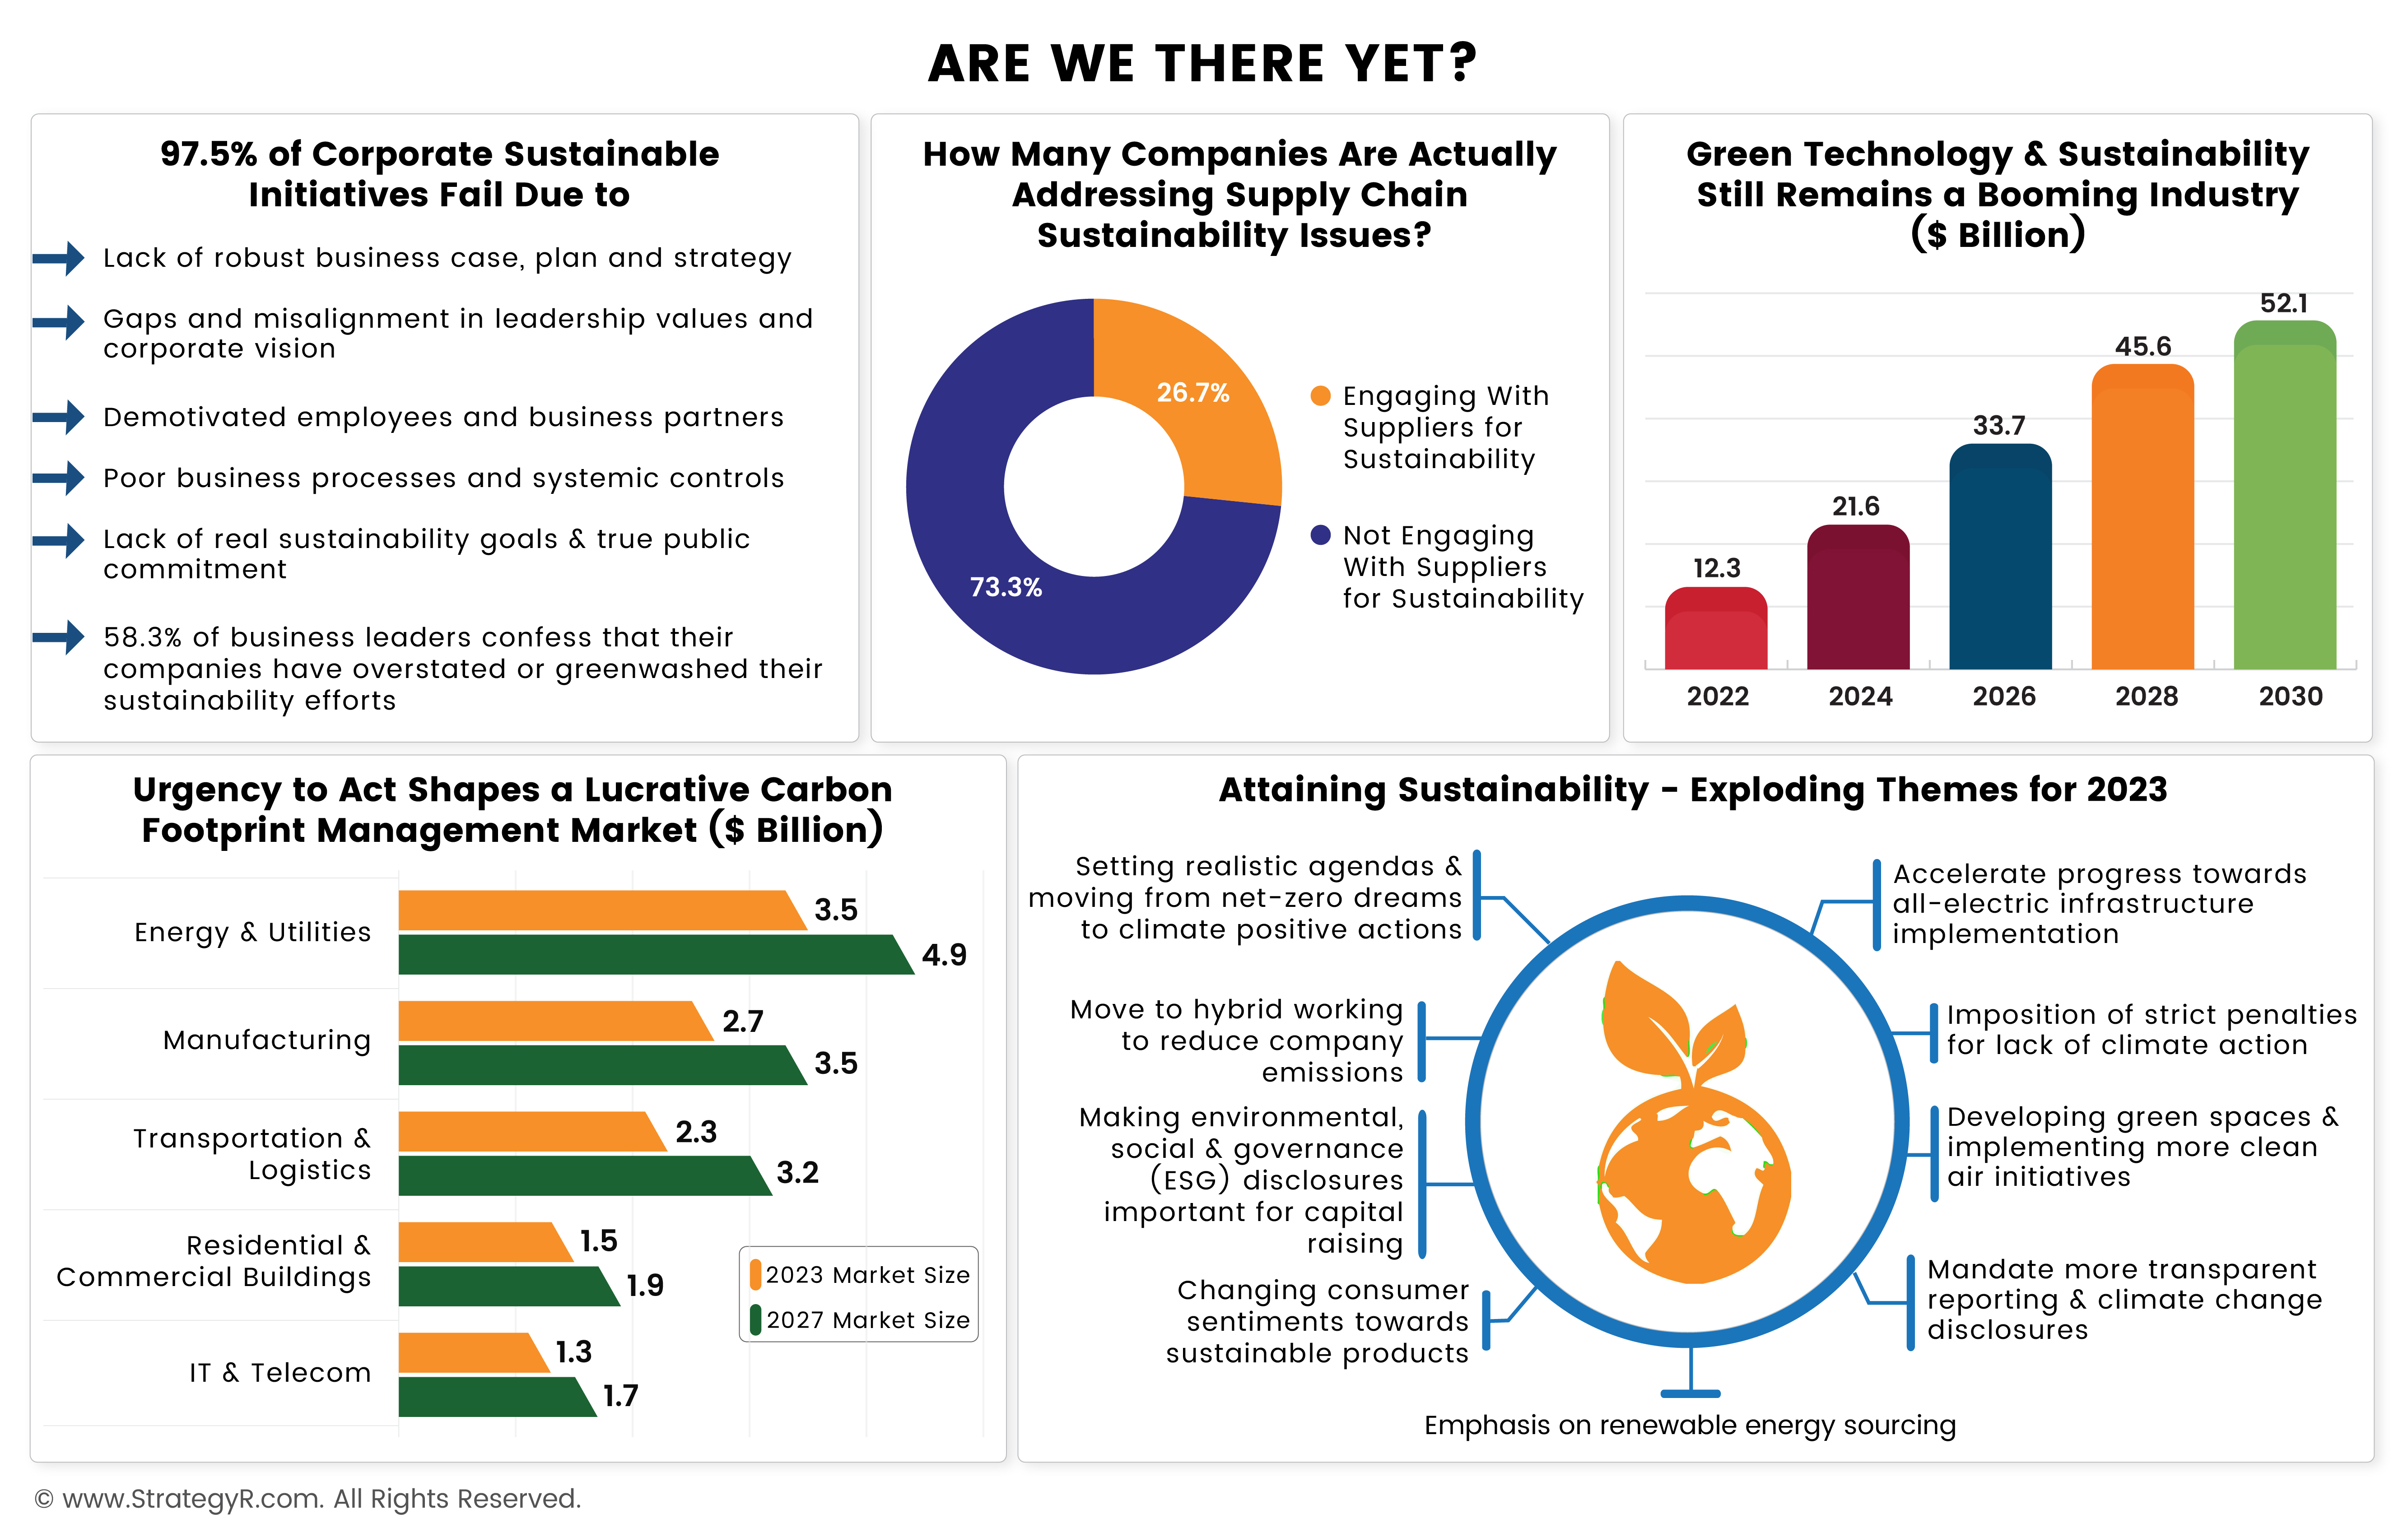 ARE WE THERE YET?
97.5% of Corporate Sustainable
Initiatives Fail Due to
Lack of robust business case, plan and strategy
Gaps and misalignment in leadership values and
corporate vision
Demotivated employees and business partners
Poor business processes and systemic controls
Lack of real sustainability goals & true public
commitment
58.3% of business leaders confess that their
companies have overstated or greenwashed their
sustainability efforts
How Many Companies Are Actually
Addressing Supply Chain
Sustainability Issues?
26.7%
73.3%
Engaging With
Suppliers for
Sustainability
Not Engaging
With Suppliers
for Sustainability
Green Technology & Sustainability
Still Remains a Booming Industry
($ Billion)
12.3
21.6
33.7
45.6
52.1
2022
2024
2026
2028
2030
Urgency to Act Shapes a Lucrative Carbon
Footprint Management Market ($ Billion)
Energy & Utilities
3.5
4.9
Manufacturing
2.7
3.5
Transportation &
Logistics
2.3
3.2
Residential &
Commercial Buildings
1.5
1.9
IT & Telecom
1.3
1.7
2023 Market Size
2027 Market Size
Attaining Sustainability - Exploding Themes for 2023
Setting realistic agendas &
moving from net-zero dreams
to climate positive actions
Move to hybrid working
to reduce company
emissions
Making environmental,
social & governance
(ESG) disclosures
important for capital
raising
Changing consumer
sentiments towards
sustainable products
Accelerate progress towards
all-electric infrastructure
implementation
Imposition of strict penalties
for lack of climate action
Developing green spaces &
implementing more clean
air initiatives
Mandate more transparent
reporting & climate change
disclosures
Emphasis on renewable energy sourcing
© www.StrategyR.com. All Rights Reserved.